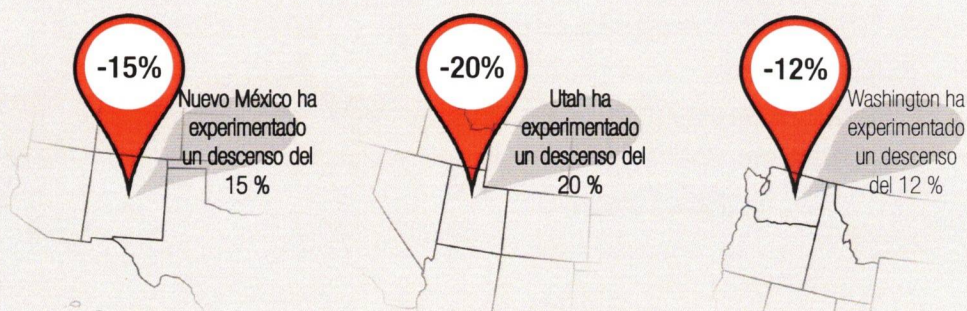 -15%
Nuevo México ha
experimentado
un descenso del
15 %
-20%
Utah ha
experimentado
un descenso del
20 %
-12%
Washington ha
experimentado
un descenso
del 12 %